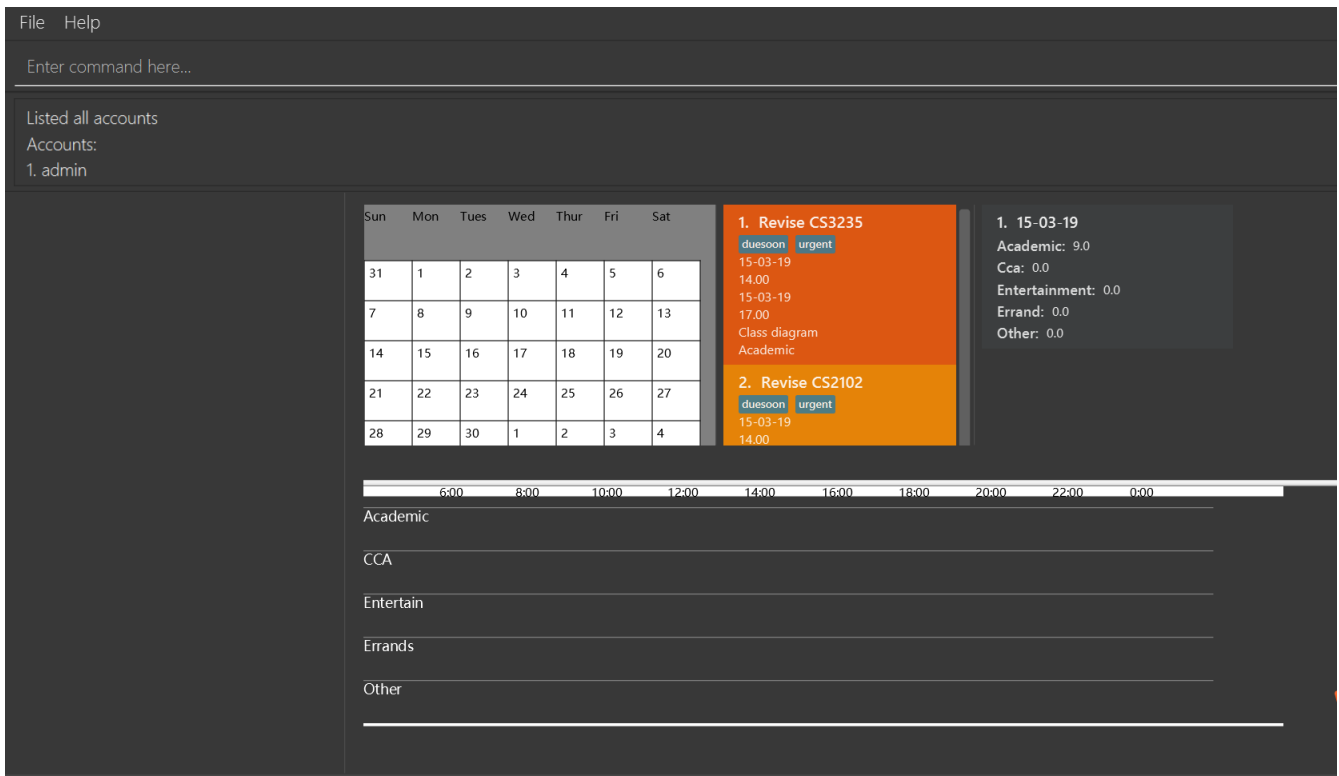 File Help
Enter command here...
Listed all accounts
Accounts:
1. admin
Sun Mon Tues Wed Thur Fri Sat
31 1 2 3 4 5 6
7 8 9 10 11 12 13
14 15 16 17 18 19 20
21 22 23 24 25 26 27
28 29 30 1 2 3 4
1. Revise CS3235
duesoon urgent
15-03-19
14.00
15-03-19
17.00
Class diagram
Academic
2. Revise CS2102
duesoon urgent
15-03-19
14.00
1. 15-03-19
Academic: 9.0
Cca: 0.0
Entertainment: 0.0
Errand: 0.0
Other: 0.0
6:00 8:00 10:00 12:00 14:00 16:00 18:00 20:00 22:00 0:00
Academic
CCA
Entertain
Errands
Other